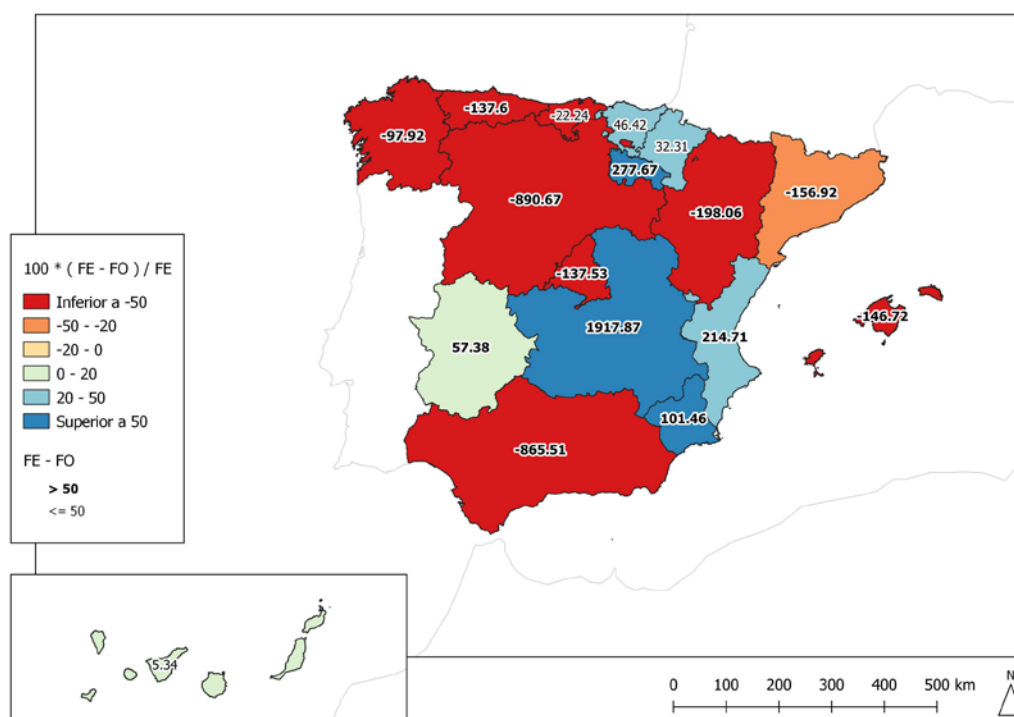 -137.6
-22.24
46.42
-97.92
32.31
277.67
-890.67
-156.92
-198.06
100 * ( FE - FO ) / FE
-137.53
Inferior a -50
-50 - -20
-146.72
-20 - 0
1917.87
214.71
0 - 20
57.38
20 - 50
Superior a 50
101.46
FE - FO
-865.51
> 50
<= 50
5.34
N
0 100 200 300 400 500 km